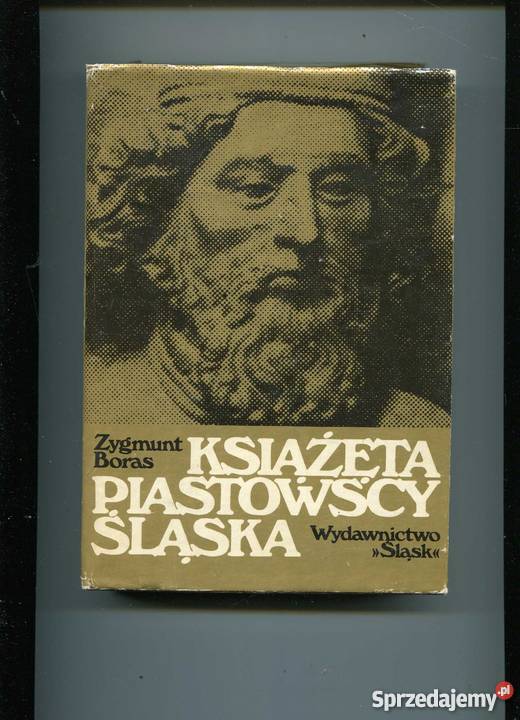 Zygmunt
Boras
KSIĄŻĘTA
PIASTOWSCY
ŚLĄSKA
Wydawnictwo
»Śląsk«
Sprzedajemy.pl